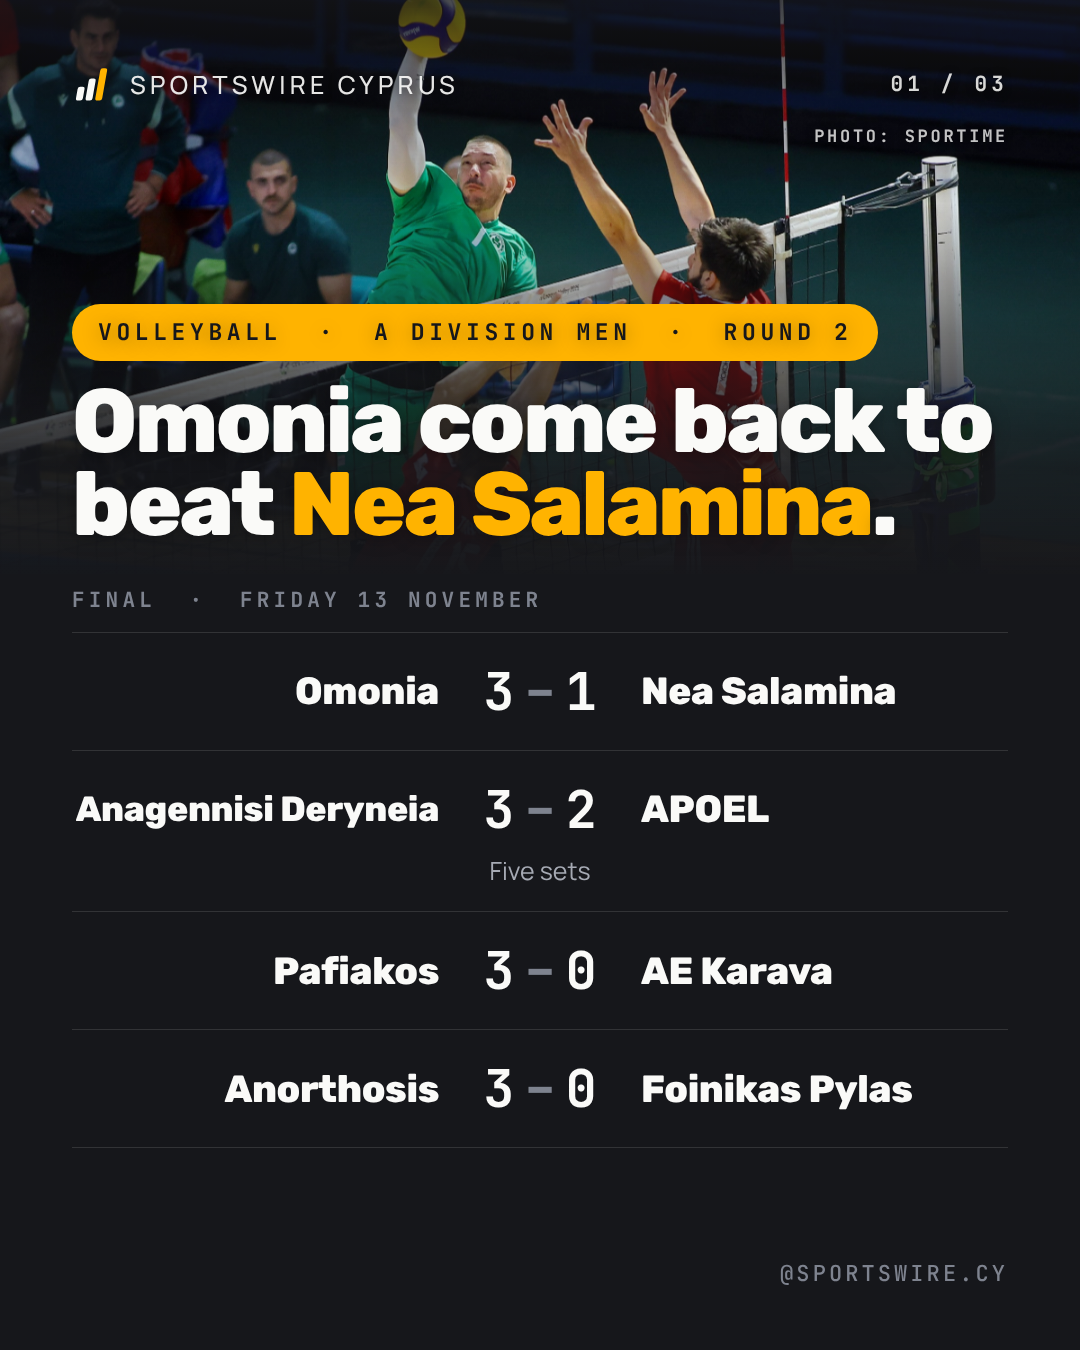 SPORTSWIRE CYPRUS
01 / 03
PHOTO: SPORTIME
VOLLEYBALL · A DIVISION MEN · ROUND 2
Omonia come back to
beat Nea Salamina.
FINAL · FRIDAY 13 NOVEMBER
Omonia 3 – 1 Nea Salamina
Anagennisi Deryneia 3 – 2 APOEL
Five sets
Pafiakos 3 – 0 AE Karava
Anorthosis 3 – 0 Foinikas Pylas
@SPORTSWIRE.CY